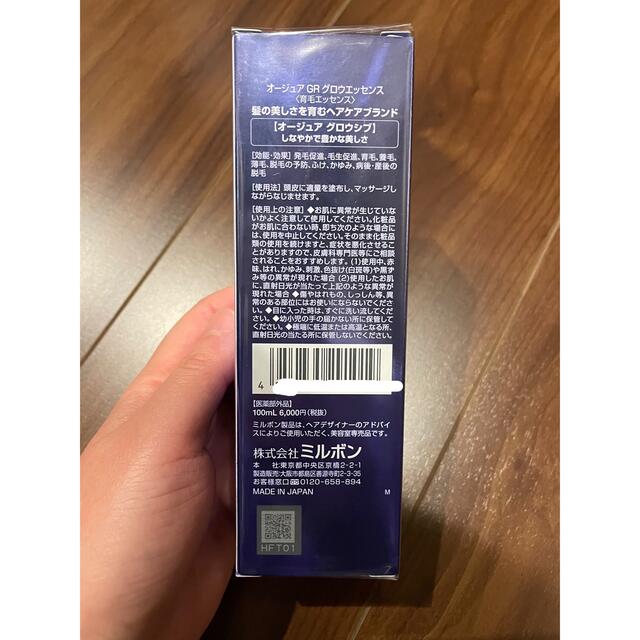 オージュア GR グロウエッセンス
〈育毛エッセンス〉
髪の美しさを育むヘアケアブランド
【オージュア グロウシブ】
しなやかで豊かな美しさ
[効能・効果] 発毛促進、毛生促進、育毛、養毛、
薄毛、脱毛の予防、ふけ、かゆみ、病後・産後の
脱毛
[使用法] 頭皮に適量を塗布し、マッサージし
ながらなじませます。
[使用上の注意] ◆お肌に異常が生じていな
いかよく注意して使用してください。化粧品
がお肌に合わない時、即ち次のような場合に
は、使用を中止してください。そのまま化粧品
類の使用を続けますと、症状を悪化させるこ
とがありますので、皮膚科専門医等にご相
談されることをおすすめします。(1)使用中、赤
味、はれ、かゆみ、刺激、色抜け(白斑等)や黒ず
み等の異常が現れた場合 (2)使用したお肌
に、直射日光が当たって上記のような異常が
現れた場合 ◆傷やはれもの、しっしん等、異
常のある部位にはお使いにならないでくださ
い。◆目に入った時は、すぐに洗い流してくだ
さい。◆幼小児の手の届かない所に保管して
ください。◆極端に低温または高温となる所、
直射日光の当たる所に保管しないでください。
4
【医薬部外品】
100mL 6,000円(税抜)
ミルボン製品は、ヘアデザイナーのアドバイ
スによりご使用いただく、美容室専売品です。
株式会社 ミルボン
本 社:東京都中央区京橋2-2-1
製造販売:大阪市都島区善源寺町2-3-35
お客様窓口 0120-658-894
MADE IN JAPAN M
HFT01
7